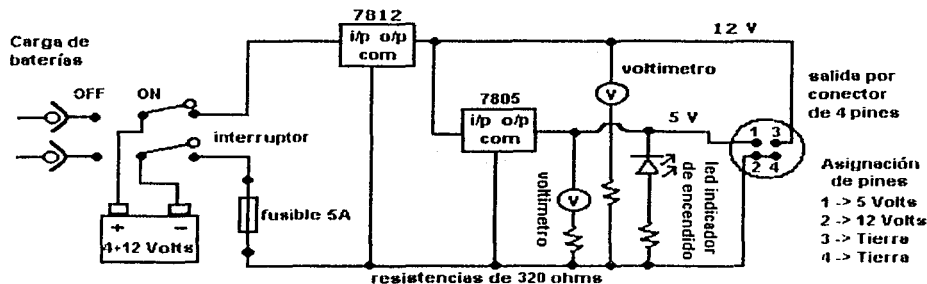 Carga de
baterías
OFF
ON
interruptor
+ -
4+12 Volts
fusible 5A
7812
i/p o/p
com
7805
i/p o/p
com
voltimetro
V
voltimetro
V
12 V
5 V
led indicador
de encendido
resistencias de 320 ohms
1 3
2 4
salida por
conector
de 4 pines
Asignación
de pines
1 -> 5 Volts
2 -> 12 Volts
3 -> Tierra
4 -> Tierra